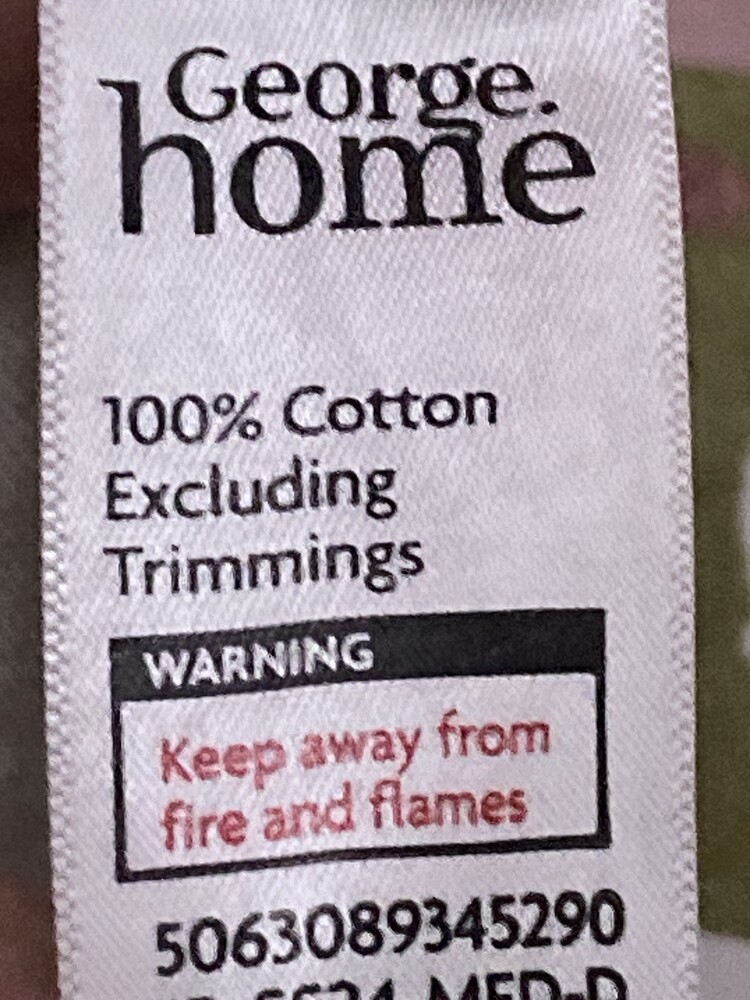 George.
home
100% Cotton
Excluding
Trimmings
WARNING
Keep away from
fire and flames
5063089345290